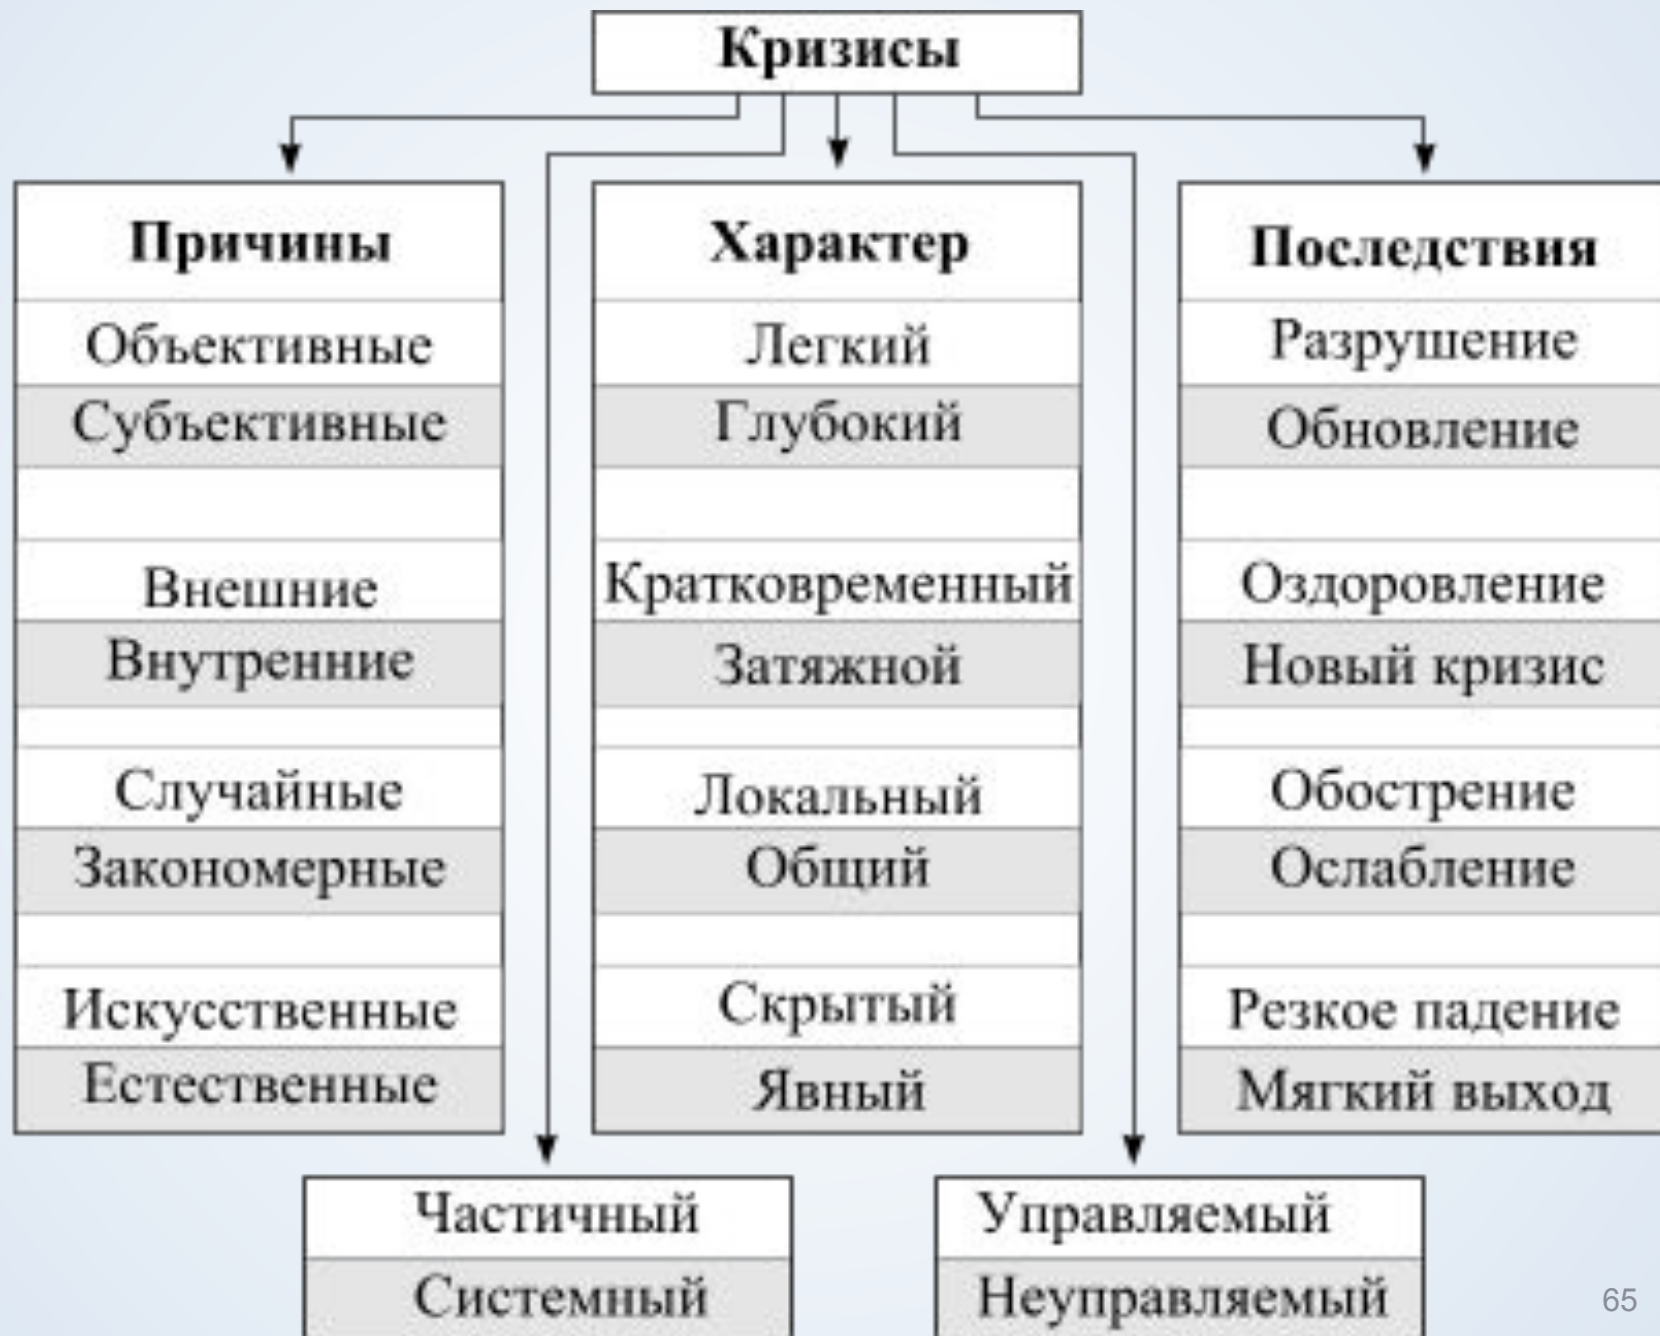 Кризисы
Причины
Объективные
Субъективные
Внешние
Внутренние
Случайные
Закономерные
Искусственные
Естественные
Характер
Легкий
Глубокий
Кратковременный
Затяжной
Локальный
Общий
Скрытый
Явный
Последствия
Разрушение
Обновление
Оздоровление
Новый кризис
Обострение
Ослабление
Резкое падение
Мягкий выход
Частичный
Системный
Управляемый
Неуправляемый
65